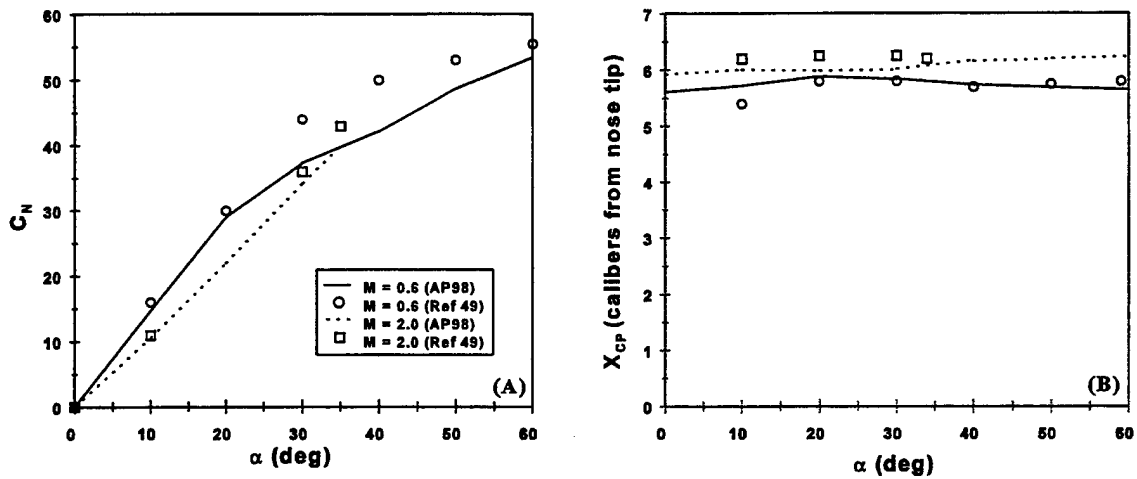 60
50
40
30
20
10
0
C_N
0 10 20 30 40 50 60
α (deg)
M = 0.6 (AP98)
M = 0.6 (Ref 49)
M = 2.0 (AP98)
M = 2.0 (Ref 49)
(A)
7
6
5
4
3
2
1
0
X_CP (calibers from nose tip)
0 10 20 30 40 50 60
α (deg)
(B)